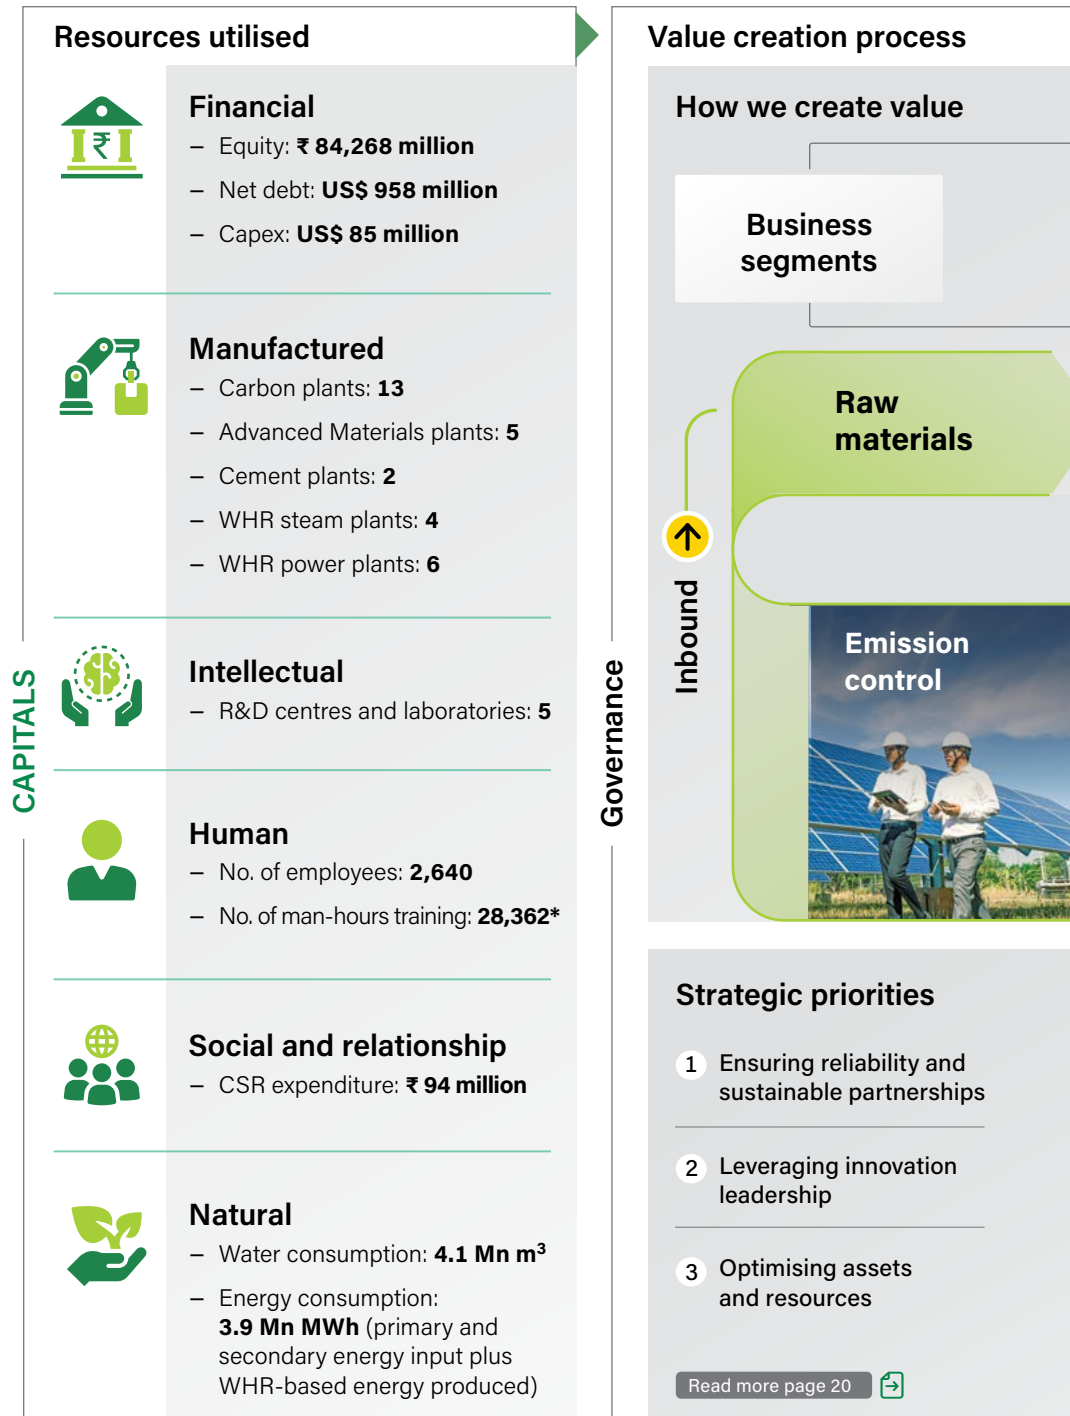 Resources utilised
CAPITALS
Financial
– Equity: ₹ 84,268 million
– Net debt: US$ 958 million
– Capex: US$ 85 million
Manufactured
– Carbon plants: 13
– Advanced Materials plants: 5
– Cement plants: 2
– WHR steam plants: 4
– WHR power plants: 6
Intellectual
– R&D centres and laboratories: 5
Human
– No. of employees: 2,640
– No. of man-hours training: 28,362*
Social and relationship
– CSR expenditure: ₹ 94 million
Natural
– Water consumption: 4.1 Mn m³
– Energy consumption:
3.9 Mn MWh (primary and
secondary energy input plus
WHR-based energy produced)
Governance
Value creation process
How we create value
Business
segments
Raw
materials
Inbound
Emission
control
Strategic priorities
1 Ensuring reliability and
sustainable partnerships
2 Leveraging innovation
leadership
3 Optimising assets
and resources
Read more page 20